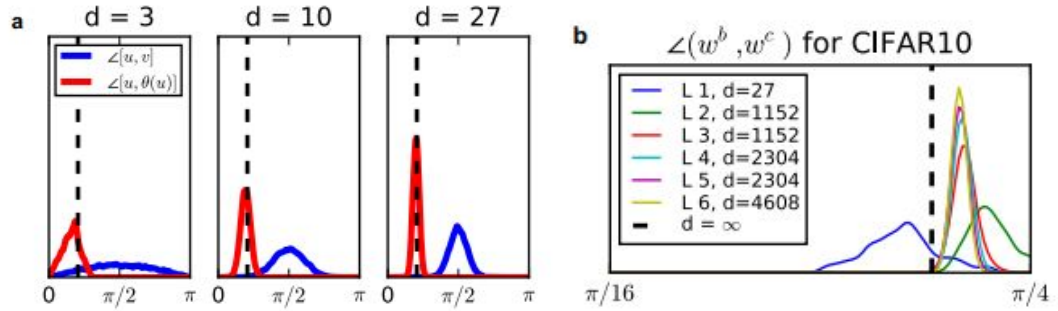 a
d = 3
d = 10
d = 27
∠[u, v]
∠[u, θ(u)]
0 π/2 π
0 π/2 π
0 π/2 π
b
∠(w^b, w^c) for CIFAR10
L 1, d=27
L 2, d=1152
L 3, d=1152
L 4, d=2304
L 5, d=2304
L 6, d=4608
d = ∞
π/16 π/4